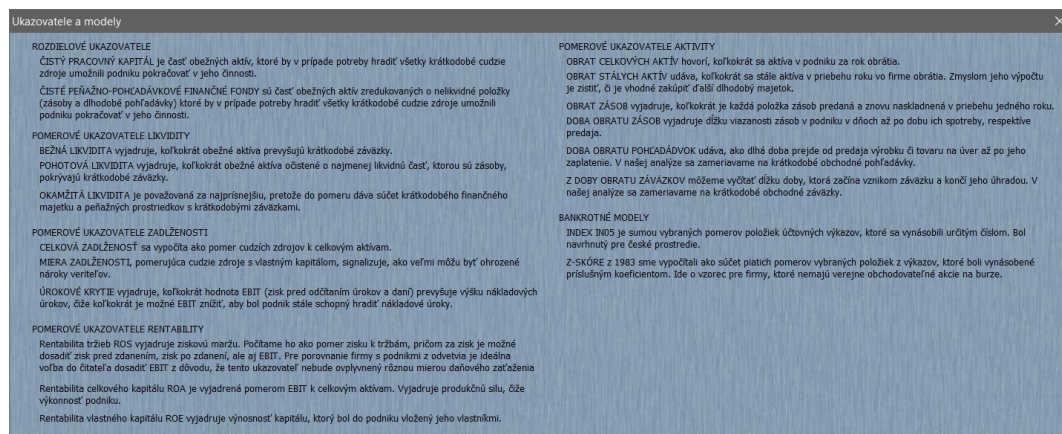 Ukazovatele a modely
ROZDIELOVÉ UKAZOVATELE
ČISTÝ PRACOVNÝ KAPITÁL je časť obežných aktív, ktoré by v prípade potreby hradiť všetky krátkodobé cudzie
zdroje umožnili podniku pokračovať v jeho činnosti.
ČISTÉ PEŇAŽNO-POHĽADÁVKOVÉ FINANČNÉ FONDY sú časť obežných aktív zredukovaných o nelikvidné položky
(zásoby a dlhodobé pohľadávky) ktoré by v prípade potreby hradiť všetky krátkodobé cudzie zdroje umožnili
podniku pokračovať v jeho činnosti.
POMEROVÉ UKAZOVATELE LIKVIDITY
BEŽNÁ LIKVIDITA vyjadruje, koľkokrát obežné aktíva prevyšujú krátkodobé záväzky.
POHOTOVÁ LIKVIDITA vyjadruje, koľkokrát obežné aktíva očistené o najmenej likvidnú časť, ktorou sú zásoby,
pokrývajú krátkodobé záväzky.
OKAMŽITÁ LIKVIDITA je považovaná za najprísnejšiu, pretože do pomeru dáva súčet krátkodobého finančného
majetku a peňažných prostriedkov s krátkodobými záväzkami.
POMEROVÉ UKAZOVATELE ZADLŽENOSTI
CELKOVÁ ZADLŽENOSŤ sa vypočíta ako pomer cudzích zdrojov k celkovým aktívam.
MIERA ZADLŽENOSTI, pomerujúca cudzie zdroje s vlastným kapitálom, signalizuje, ako veľmi môžu byť ohrozené
nároky veriteľov.
ÚROKOVÉ KRYTIE vyjadruje, koľkokrát hodnota EBIT (zisk pred odčítaním úrokov a daní) prevyšuje výšku nákladových
úrokov, čiže koľkokrát je možné EBIT znížiť, aby bol podnik stále schopný hradiť nákladové úroky.
POMEROVÉ UKAZOVATELE RENTABILITY
Rentabilita tržieb ROS vyjadruje ziskovú maržu. Počítame ho ako pomer zisku k tržbám, pričom za zisk je možné
dosadiť zisk pred zdanením, zisk po zdanení, ale aj EBIT. Pre porovnanie firmy s podnikmi z odvetvia je ideálna
voľba do čitateľa dosadiť EBIT z dôvodu, že tento ukazovateľ nebude ovplyvnený rôznou mierou daňového zaťaženia
Rentabilita celkového kapitálu ROA je vyjadrená pomerom EBIT k celkovým aktívam. Vyjadruje produkčnú silu, čiže
výkonnosť podniku.
Rentabilita vlastného kapitálu ROE vyjadruje výnosnosť kapitálu, ktorý bol do podniku vložený jeho vlastníkmi.
POMEROVÉ UKAZOVATELE AKTIVITY
OBRAT CELKOVÝCH AKTÍV hovorí, koľkokrát sa aktíva v podniku za rok obrátia.
OBRAT STÁLYCH AKTÍV udáva, koľkokrát sa stále aktíva v priebehu roku vo firme obrátia. Zmyslom jeho výpočtu
je zistiť, či je vhodné zakúpiť ďalší dlhodobý majetok.
OBRAT ZÁSOB vyjadruje, koľkokrát je každá položka zásob predaná a znovu naskladnená v priebehu jedného roku.
DOBA OBRATU ZÁSOB vyjadruje dĺžku viazanosti zásob v podniku v dňoch až po dobu ich spotreby, respektíve
predaja.
DOBA OBRATU POHĽADÁDVOK udáva, ako dlhá doba prejde od predaja výrobku či tovaru na úver až po jeho
zaplatenie. V našej analýze sa zameriavame na krátkodobé obchodné pohľadávky.
Z DOBY OBRATU ZÁVÄZKOV môžeme vyčítať dĺžku doby, ktorá začína vznikom záväzku a končí jeho úhradou. V
našej analýze sa zameriavame na krátkodobé obchodné záväzky.
BANKROTNÉ MODELY
INDEX IN05 je sumou vybraných pomerov položiek účtovných výkazov, ktoré sa vynásobili určitým číslom. Bol
navrhnutý pre české prostredie.
Z-SKÓRE z 1983 sme vypočítali ako súčet piatich pomerov vybraných položiek z výkazov, ktoré boli vynásobené
príslušným koeficientom. Ide o vzorec pre firmy, ktoré nemajú verejne obchodovateľné akcie na burze.